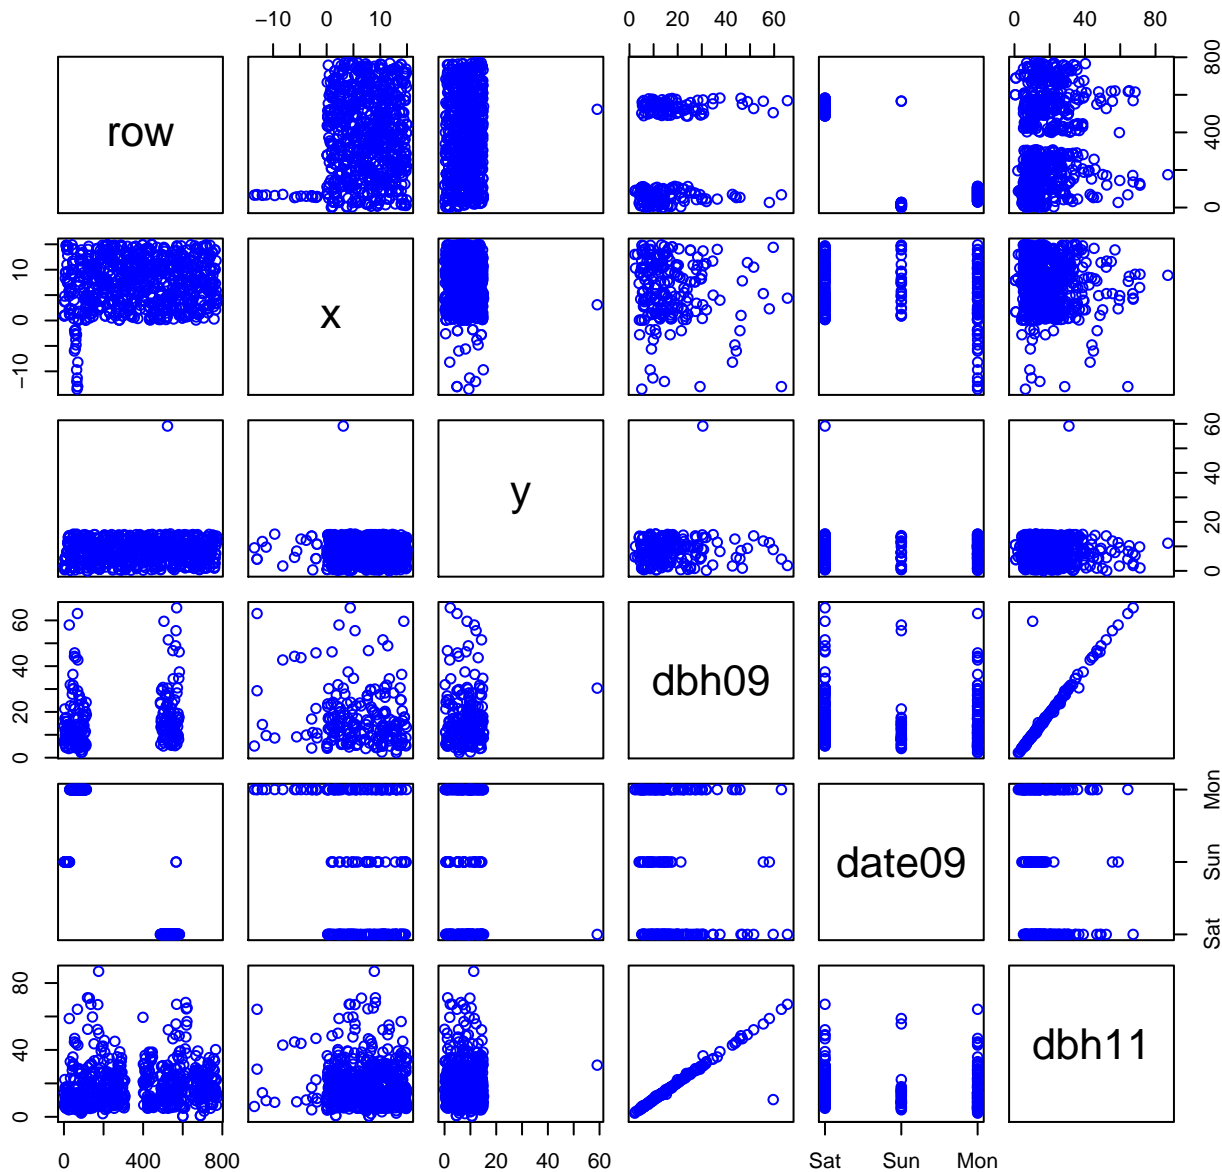 −10 0 10 0 20 40 60 0 40 80
row 0 400 800
−10 0 10 x
y 0 20 40 60
0 20 40 60 dbh09
date09 Sat Sun Mon
0 40 80 dbh11
0 400 800 0 20 40 60 Sat Sun Mon